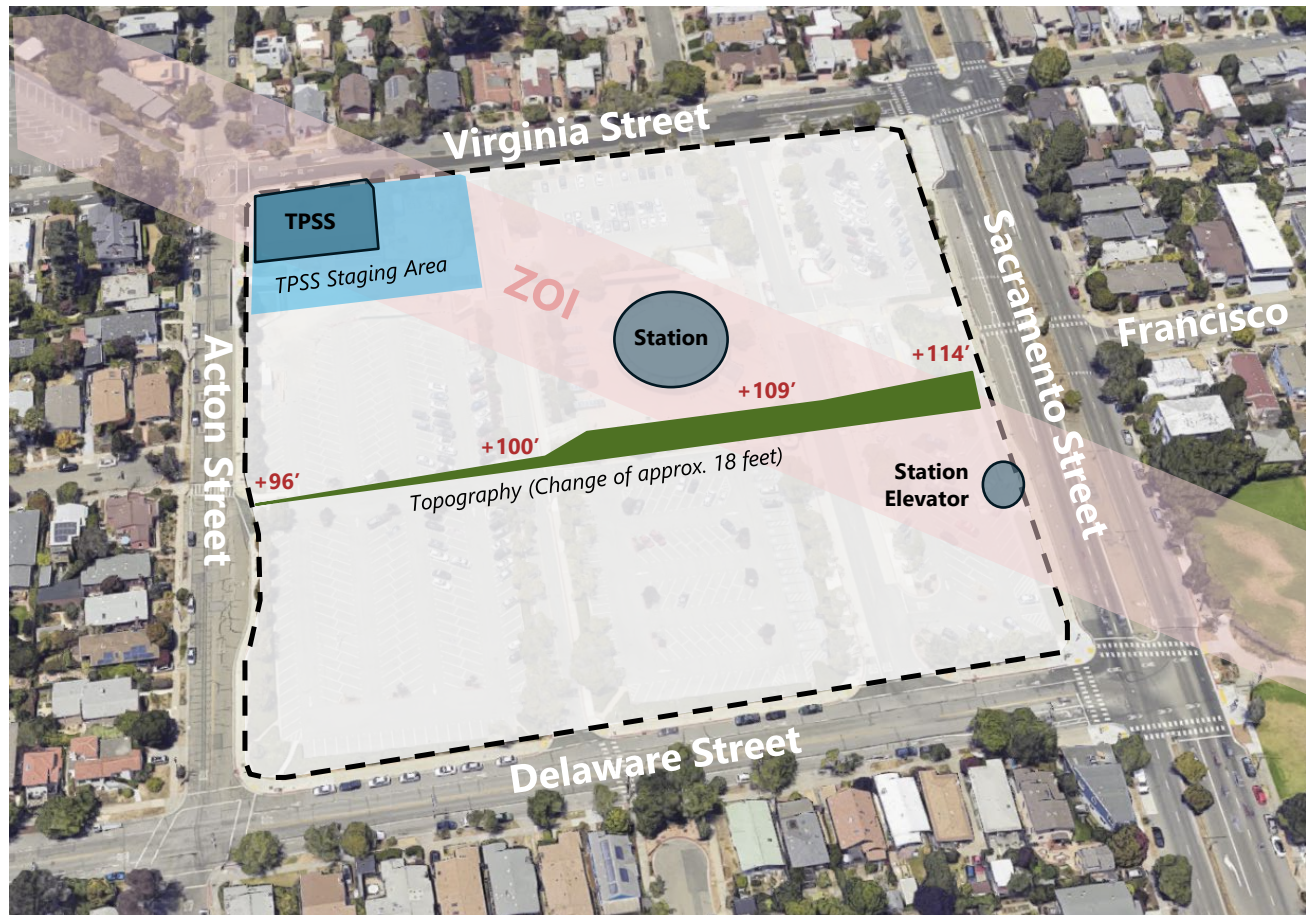 Virginia Street
TPSS
TPSS Staging Area
ZOI
Station
Sacramento Street
Francisco
Acton Street
+114′
+109′
+100′
+96′
Topography (Change of approx. 18 feet)
Station
Elevator
Delaware Street